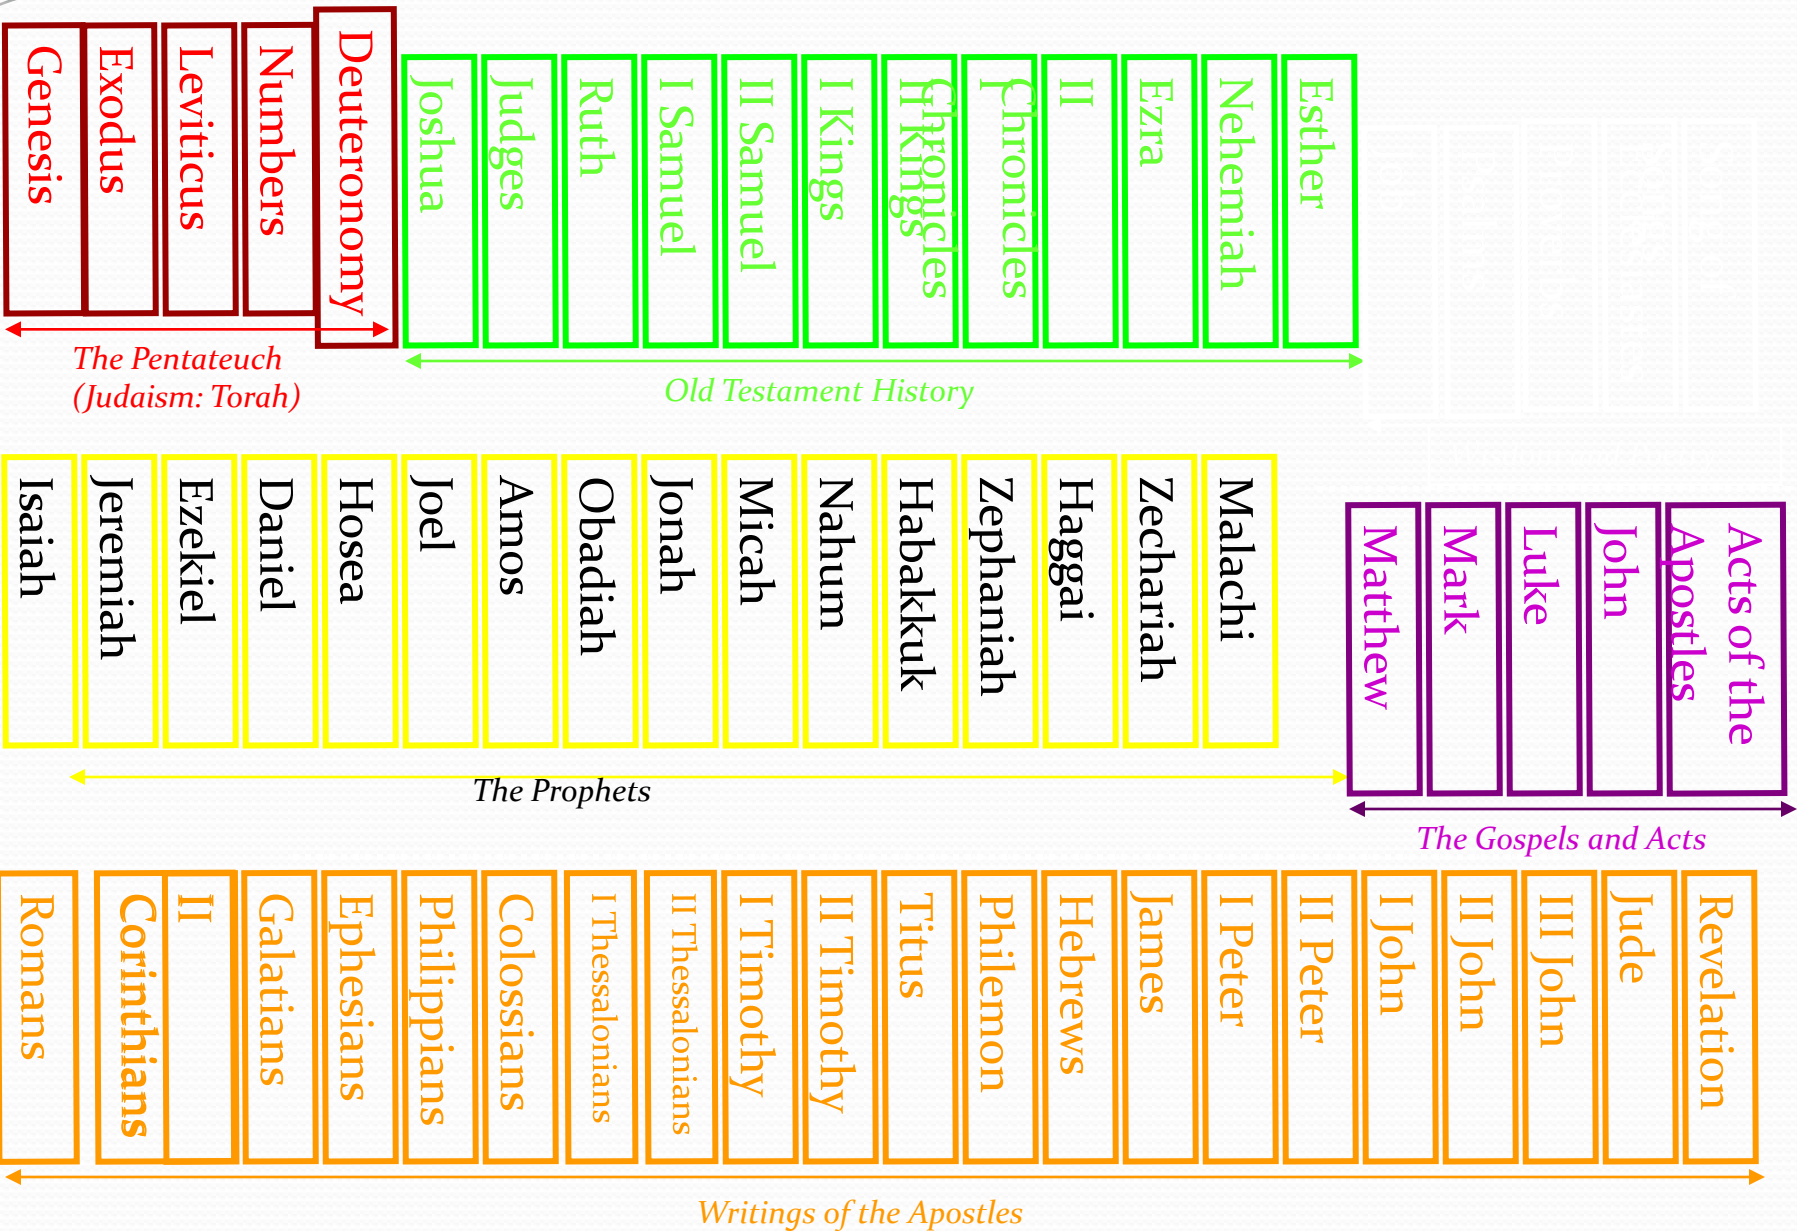 Genesis
Exodus
Leviticus
Numbers
Deuteronomy
Joshua
Judges
Ruth
I Samuel
II Samuel
I Kings
II Kings
I
Chronicles
II
Chronicles
Ezra
Nehemiah
Esther
The Pentateuch
(Judaism: Torah)
Old Testament History
Isaiah
Jeremiah
Ezekiel
Daniel
Hosea
Joel
Amos
Obadiah
Jonah
Micah
Nahum
Habakkuk
Zephaniah
Haggai
Zechariah
Malachi
The Prophets
Matthew
Mark
Luke
John
Acts of the
Apostles
The Gospels and Acts
Romans
Corinthians
II
Galatians
Ephesians
Philippians
Colossians
I Thessalonians
II Thessalonians
I Timothy
II Timothy
Titus
Philemon
Hebrews
James
I Peter
II Peter
I John
II John
III John
Jude
Revelation
Writings of the Apostles